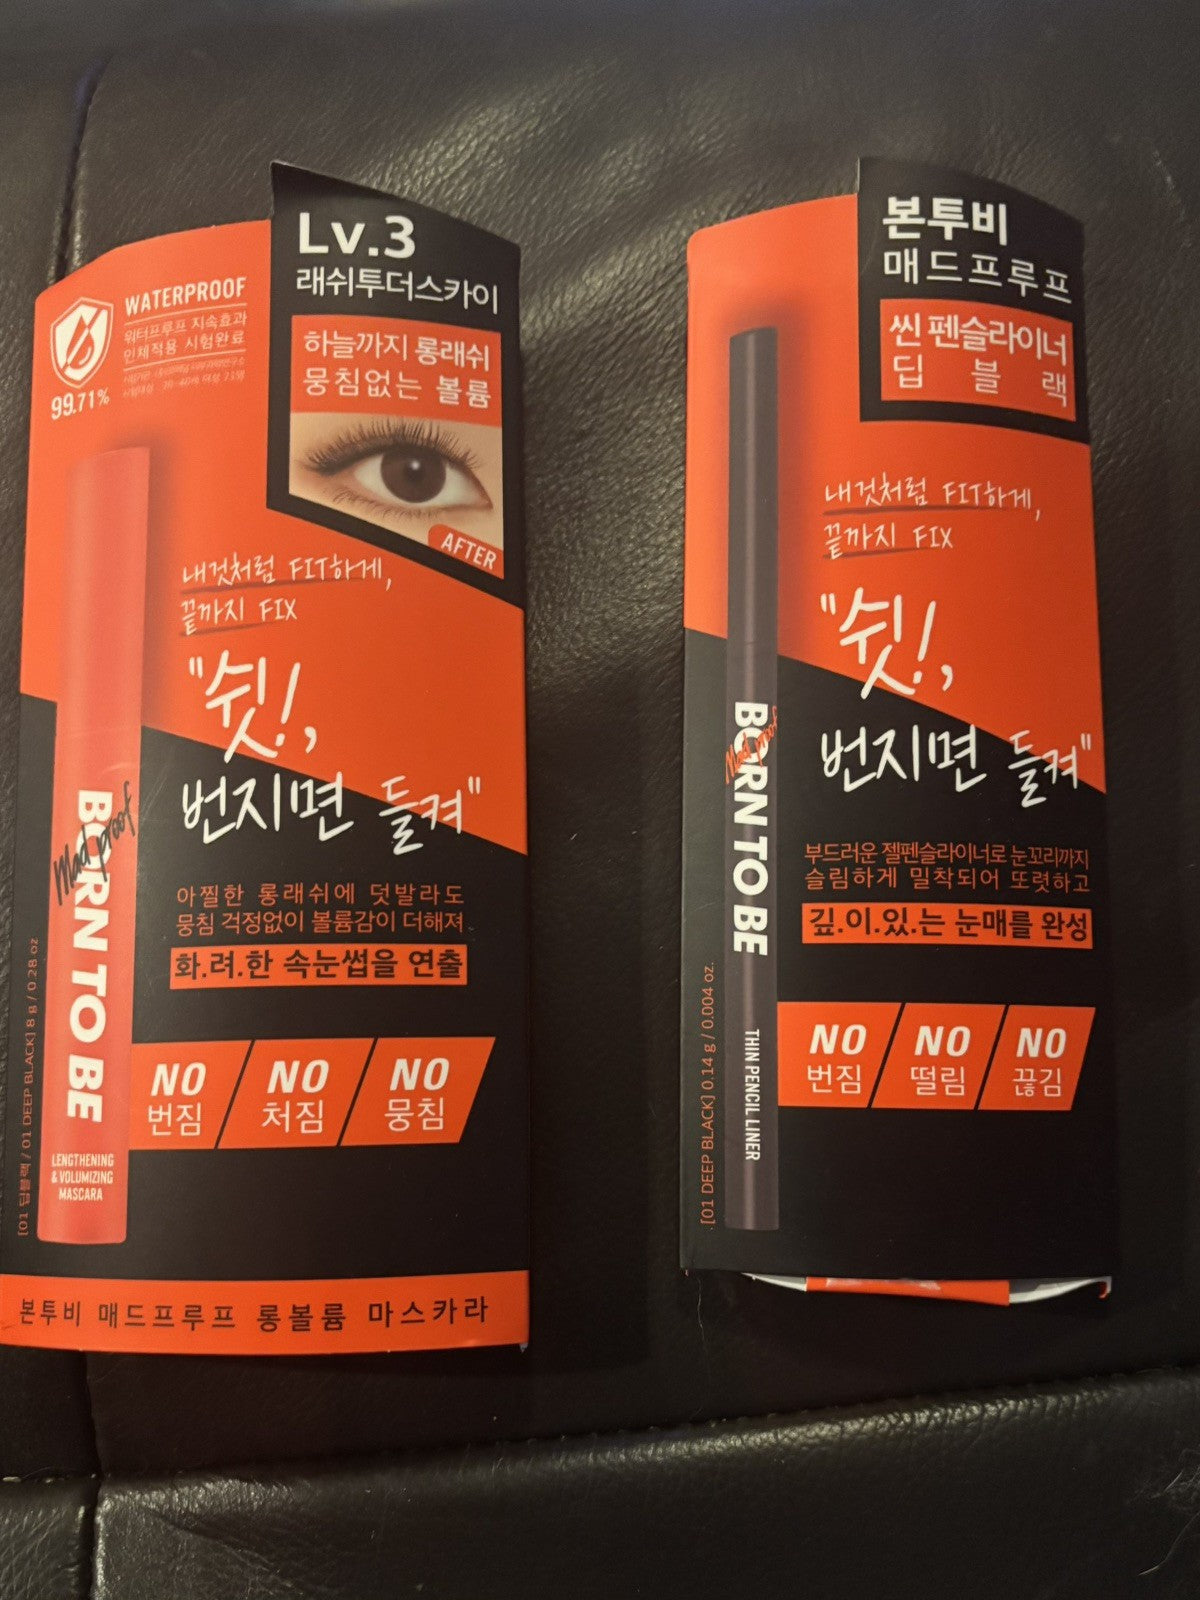 Lv.3
래쉬투더스카이
하늘까지 롱래쉬
뭉침없는 볼륨
AFTER
WATERPROOF
워터프루프 지속효과
인체적용 시험완료
99.71%
내것처럼 FIT하게,
끝까지 FIX
"쉿!,
번지면 들켜"
아찔한 롱래쉬에 덧발라도
뭉침 걱정없이 볼륨감이 더해져
화.려.한 속눈썹을 연출
NO
번짐
NO
처짐
NO
뭉침
BORN TO BE
Mad proof
LENGTHENING
& VOLUMIZING
MASCARA
[01 딥블랙 / 01 DEEP BLACK] 8 g / 0.28 oz
본투비 매드프루프 롱볼륨 마스카라
본투비
매드프루프
씬 펜슬라이너
딥 블 랙
내것처럼 FIT하게,
끝까지 FIX
"쉿!,
번지면 들켜"
부드러운 젤펜슬라이너로 눈꼬리까지
슬림하게 밀착되어 또렷하고
깊.이.있.는 눈매를 완성
NO
번짐
NO
떨림
NO
끊김
BORN TO BE
Mad proof
THIN PENCIL LINER
[01 DEEP BLACK] 0.14 g / 0.004 oz.